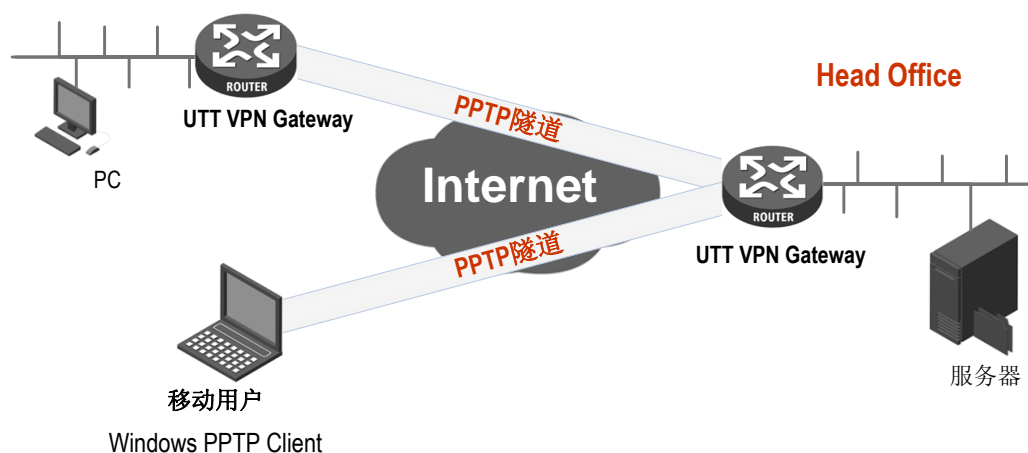 ROUTER
UTT VPN Gateway
PC
Head Office
PPTP隧道
Internet
PPTP隧道
ROUTER
UTT VPN Gateway
服务器
移动用户
Windows PPTP Client